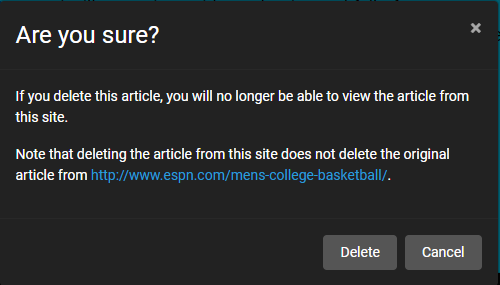 Are you sure?
×
If you delete this article, you will no longer be able to view the article from
this site.
Note that deleting the article from this site does not delete the original
article from http://www.espn.com/mens-college-basketball/.
Delete Cancel